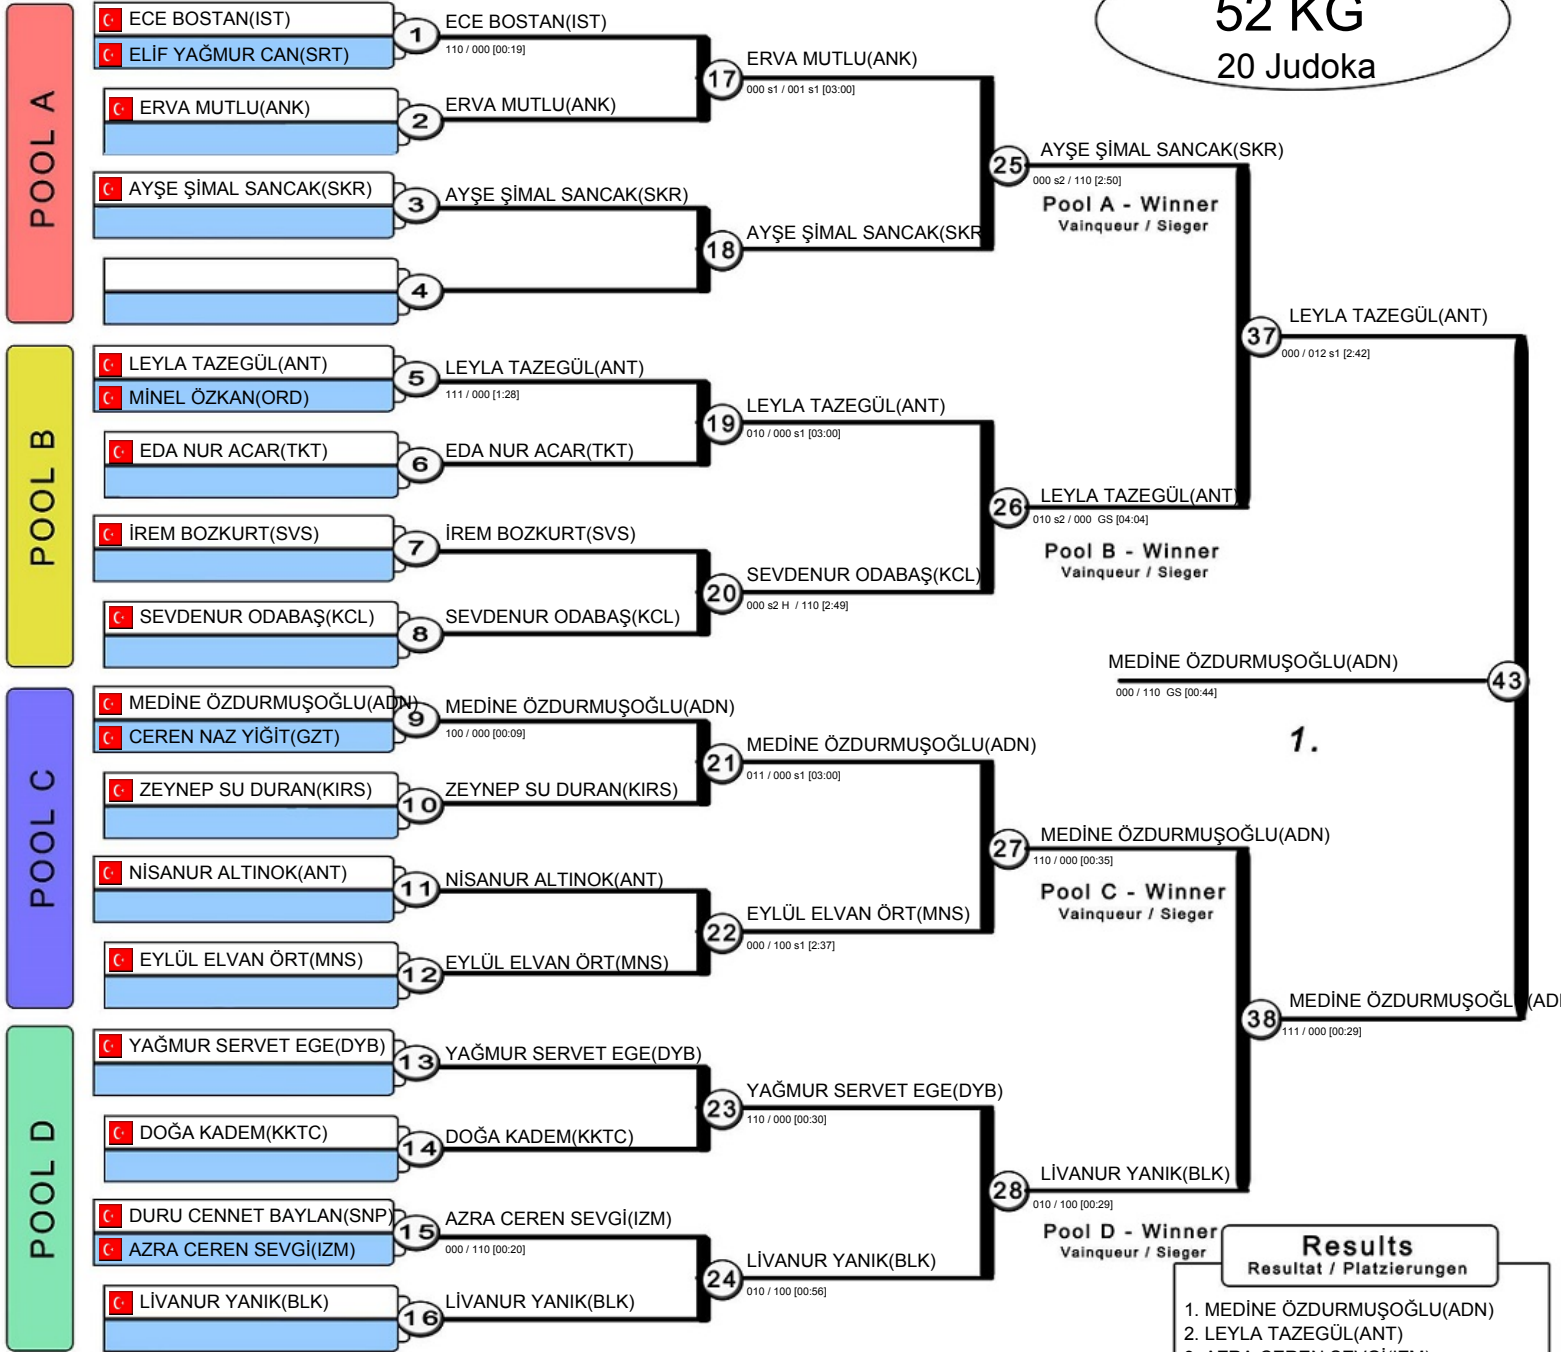 52 KG
20 Judoka
POOL A
ECE BOSTAN(IST)
ELİF YAĞMUR CAN(SRT)
1
ECE BOSTAN(IST)
110 / 000 [00:19]
ERVA MUTLU(ANK)
2
ERVA MUTLU(ANK)
17
ERVA MUTLU(ANK)
000 s1 / 001 s1 [03:00]
AYŞE ŞİMAL SANCAK(SKR)
3
AYŞE ŞİMAL SANCAK(SKR)
4
18
AYŞE ŞİMAL SANCAK(SKR
25
AYŞE ŞİMAL SANCAK(SKR)
000 s2 / 110 [2:50]
Pool A - Winner
Vainqueur / Sieger
POOL B
LEYLA TAZEGÜL(ANT)
MİNEL ÖZKAN(ORD)
5
LEYLA TAZEGÜL(ANT)
111 / 000 [1:28]
EDA NUR ACAR(TKT)
6
EDA NUR ACAR(TKT)
19
LEYLA TAZEGÜL(ANT)
010 / 000 s1 [03:00]
İREM BOZKURT(SVS)
7
İREM BOZKURT(SVS)
SEVDENUR ODABAŞ(KCL)
8
SEVDENUR ODABAŞ(KCL)
20
SEVDENUR ODABAŞ(KCL)
000 s2 H / 110 [2:49]
26
LEYLA TAZEGÜL(ANT)
010 s2 / 000 GS [04:04]
Pool B - Winner
Vainqueur / Sieger
37
LEYLA TAZEGÜL(ANT)
000 / 012 s1 [2:42]
MEDİNE ÖZDURMUŞOĞLU(ADN)
43
000 / 110 GS [00:44]
1.
POOL C
MEDİNE ÖZDURMUŞOĞLU(ADN)
CEREN NAZ YİĞİT(GZT)
9
MEDİNE ÖZDURMUŞOĞLU(ADN)
100 / 000 [00:09]
ZEYNEP SU DURAN(KIRS)
10
ZEYNEP SU DURAN(KIRS)
21
MEDİNE ÖZDURMUŞOĞLU(ADN)
011 / 000 s1 [03:00]
NİSANUR ALTINOK(ANT)
11
NİSANUR ALTINOK(ANT)
EYLÜL ELVAN ÖRT(MNS)
12
EYLÜL ELVAN ÖRT(MNS)
22
EYLÜL ELVAN ÖRT(MNS)
000 / 100 s1 [2:37]
27
MEDİNE ÖZDURMUŞOĞLU(ADN)
110 / 000 [00:35]
Pool C - Winner
Vainqueur / Sieger
38
MEDİNE ÖZDURMUŞOĞL (AD
111 / 000 [00:29]
POOL D
YAĞMUR SERVET EGE(DYB)
13
YAĞMUR SERVET EGE(DYB)
DOĞA KADEM(KKTC)
14
DOĞA KADEM(KKTC)
23
YAĞMUR SERVET EGE(DYB)
110 / 000 [00:30]
DURU CENNET BAYLAN(SNP)
AZRA CEREN SEVGİ(IZM)
15
AZRA CEREN SEVGİ(IZM)
000 / 110 [00:20]
LİVANUR YANIK(BLK)
16
LİVANUR YANIK(BLK)
24
LİVANUR YANIK(BLK)
010 / 100 [00:56]
28
LİVANUR YANIK(BLK)
010 / 100 [00:29]
Pool D - Winner
Vainqueur / Sieger
Results
Resultat / Platzierungen
1. MEDİNE ÖZDURMUŞOĞLU(ADN)
2. LEYLA TAZEGÜL(ANT)
3. AZRA CEREN SEVGİ(IZM)